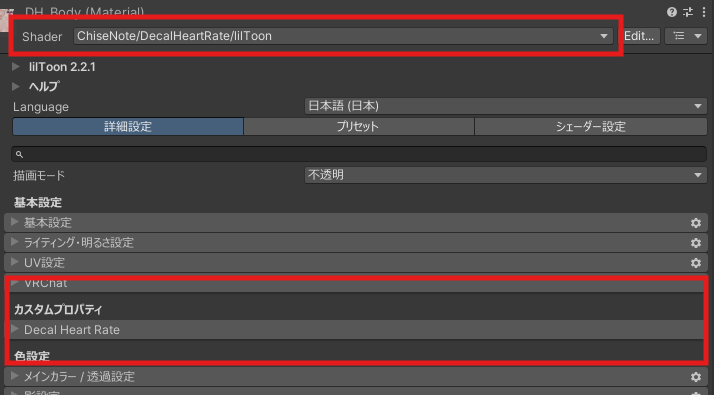 DH_Body (Material)
Shader ChiseNote/DecalHeartRate/lilToon Edit...
lilToon 2.2.1
ヘルプ
Language 日本語 (日本)
詳細設定 プリセット シェーダー設定
描画モード 不透明
基本設定
基本設定
ライティング・明るさ設定
UV設定
VRChat
カスタムプロパティ
Decal Heart Rate
色設定
メインカラー / 透過設定
影設定